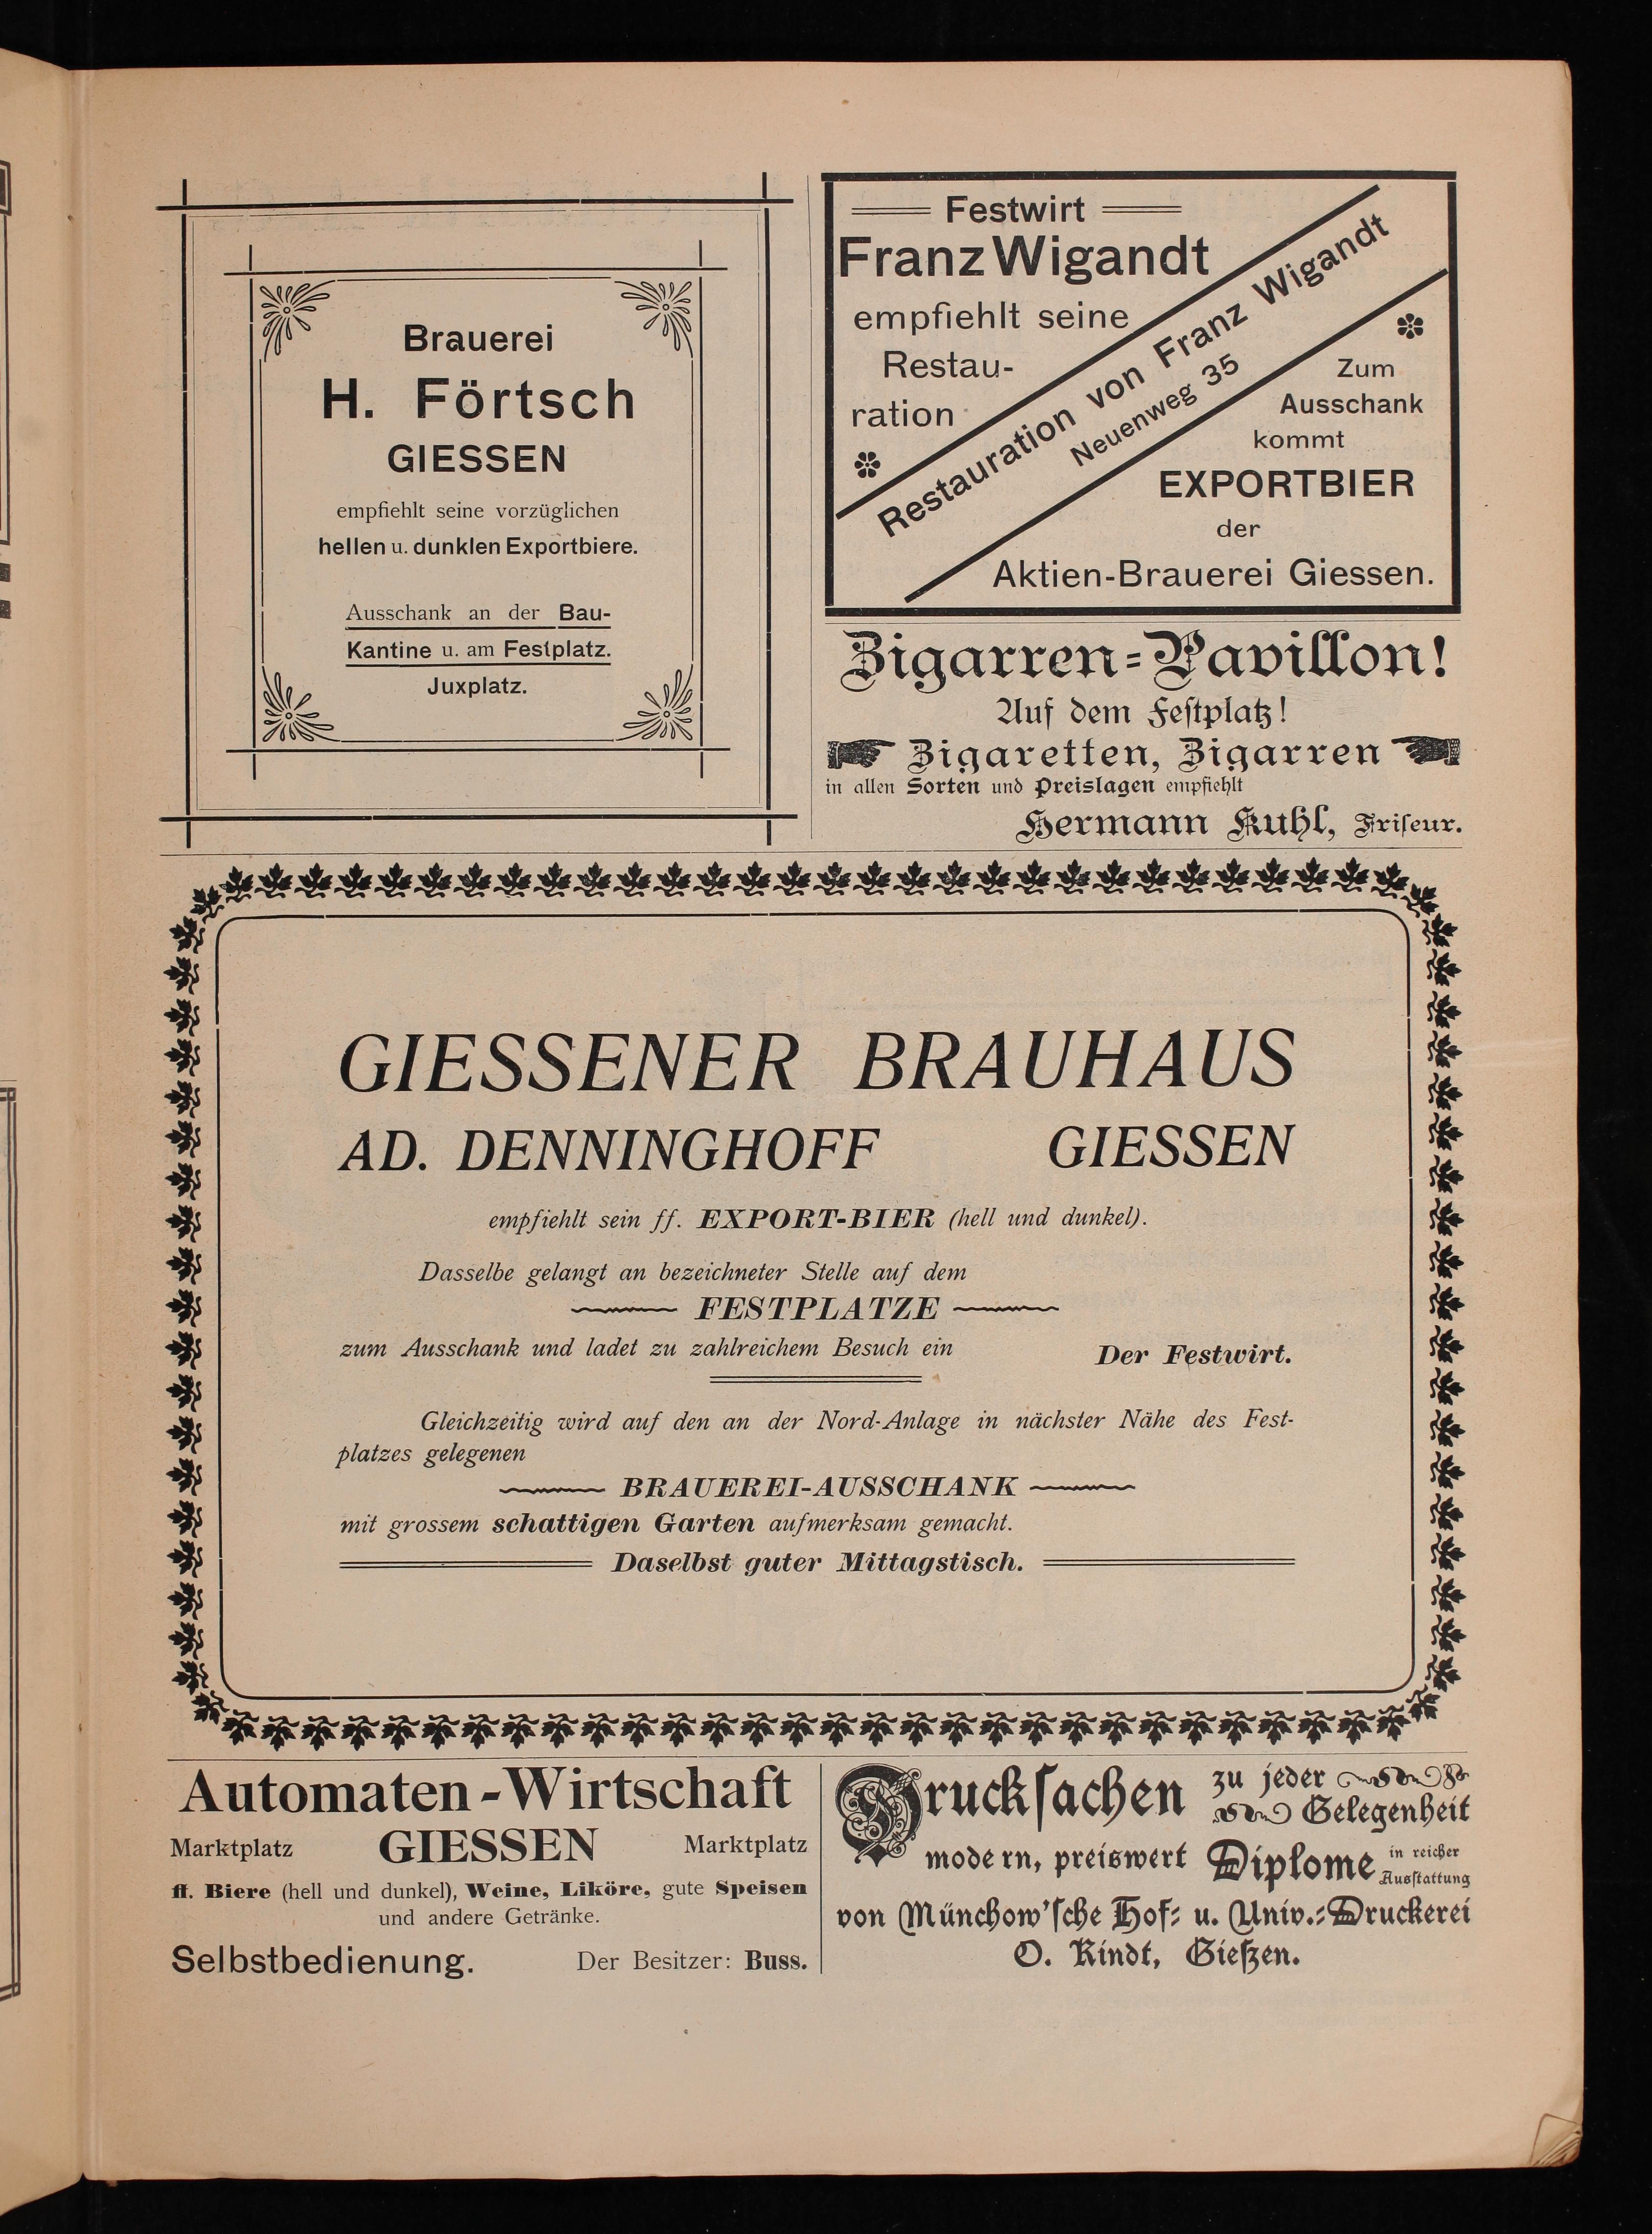 Brauerei
H. Förtsch
GIESSEN
empfiehlt seine vorzüglichen
hellen u. dunklen Exportbiere.
Ausschank an der Bau-
Kantine u. am Festplatz.
Juxplatz.
Festwirt
Franz Wigandt
empfiehlt seine
Restau-
ration
Restauration von Franz Wigandt
Neuenweg 35
Zum
Ausschank
kommt
EXPORTBIER
der
Aktien-Brauerei Giessen.
Zigarren-Pavillon!
Auf dem Festplatz!
Zigaretten, Zigarren
in allen Sorten und Preislagen empfiehlt
Hermann Kuhl, Friseur.
GIESSENER BRAUHAUS
AD. DENNINGHOFF GIESSEN
empfiehlt sein ff. EXPORT-BIER (hell und dunkel).
Dasselbe gelangt an bezeichneter Stelle auf dem
FESTPLATZE
zum Ausschank und ladet zu zahlreichem Besuch ein
Der Festwirt.
Gleichzeitig wird auf den an der Nord-Anlage in nächster Nähe des Fest-
platzes gelegenen
BRAUEREI-AUSSCHANK
mit grossem schattigen Garten aufmerksam gemacht.
Daselbst guter Mittagstisch.
Automaten-Wirtschaft
Marktplatz GIESSEN Marktplatz
ff. Biere (hell und dunkel), Weine, Liköre, gute Speisen
und andere Getränke.
Selbstbedienung. Der Besitzer: Buss.
Druckſachen zu jeder
Gelegenheit
modern, preiswert Diplome in reicher
Ausſtattung
von Münchow'ſche Hof- u. Univ.-Druckerei
O. Kindt, Gießen.